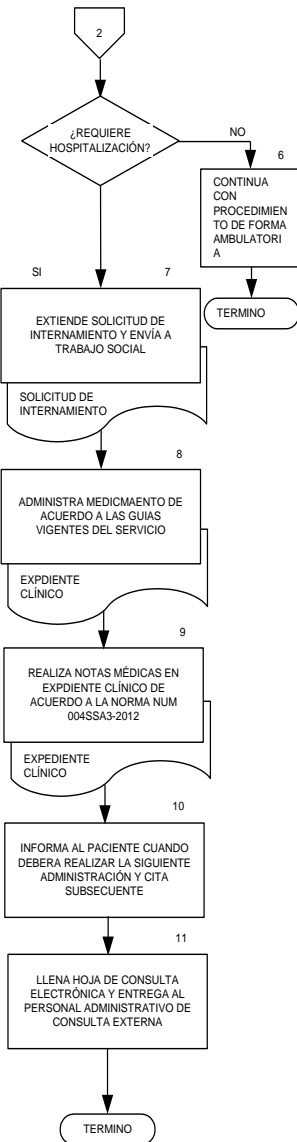 2
¿REQUIERE
HOSPITALIZACIÓN?
NO
6
CONTINUA
CON
PROCEDIMIEN
TO DE FORMA
AMBULATORI
A
TERMINO
SI
7
EXTIENDE SOLICITUD DE
INTERNAMIENTO Y ENVÍA A
TRABAJO SOCIAL
SOLICITUD DE
INTERNAMIENTO
8
ADMINISTRA MEDICMAENTO DE
ACUERDO A LAS GUIAS
VIGENTES DEL SERVICIO
EXPDIENTE
CLÍNICO
9
REALIZA NOTAS MÉDICAS EN
EXPDIENTE CLÍNICO DE
ACUERDO A LA NORMA NUM
004SSA3-2012
EXPEDIENTE
CLÍNICO
10
INFORMA AL PACIENTE CUANDO
DEBERA REALIZAR LA SIGUIENTE
ADMINISTRACIÓN Y CITA
SUBSECUENTE
11
LLENA HOJA DE CONSULTA
ELECTRÓNICA Y ENTREGA AL
PERSONAL ADMINISTRATIVO DE
CONSULTA EXTERNA
TERMINO